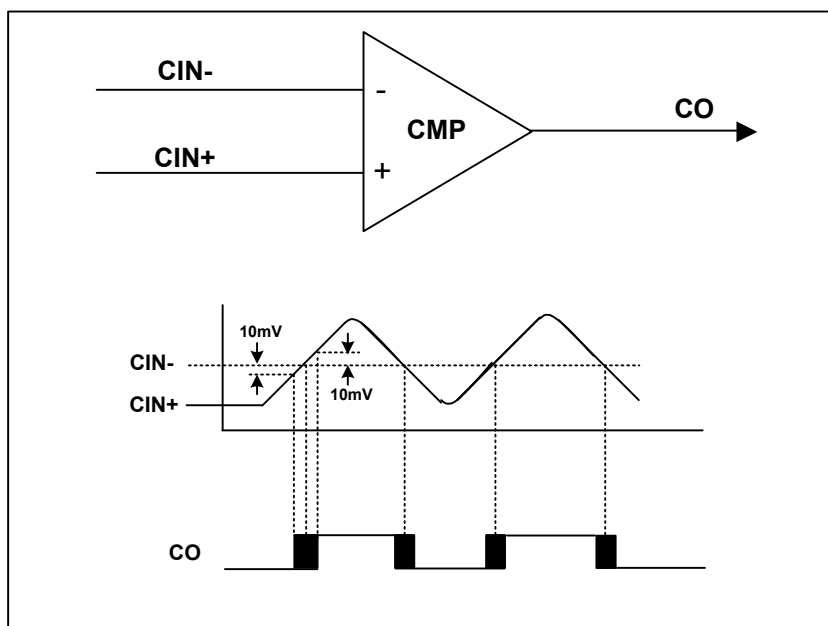 CIN-
-
CMP
CO
CIN+
+
10mV
CIN-
10mV
CIN+
CO